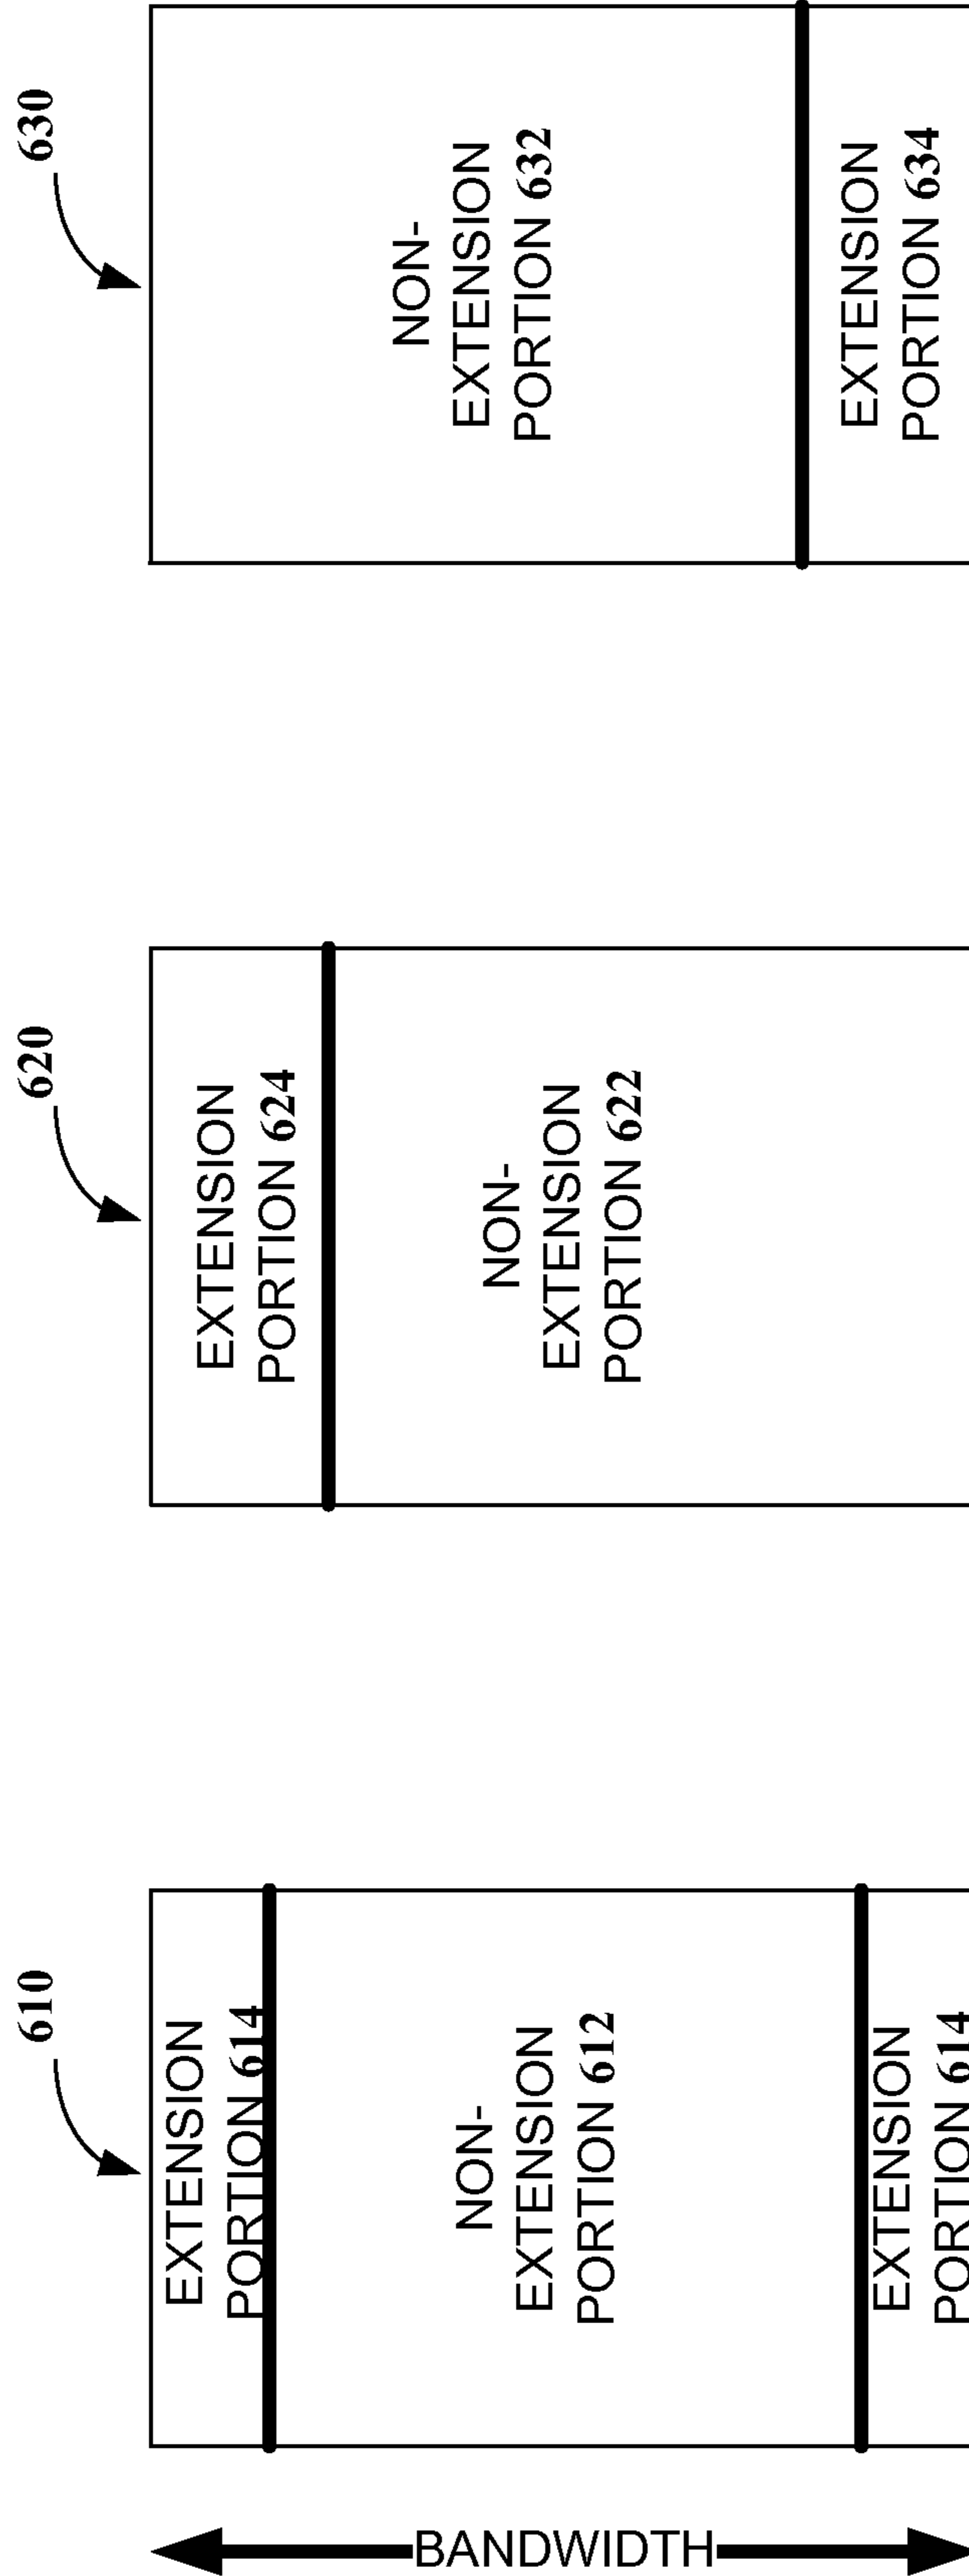 BANDWIDTH
610
EXTENSION
PORTION 614
NON-
EXTENSION
PORTION 612
EXTENSION
PORTION 614
620
EXTENSION
PORTION 624
NON-
EXTENSION
PORTION 622
630
NON-
EXTENSION
PORTION 632
EXTENSION
PORTION 634